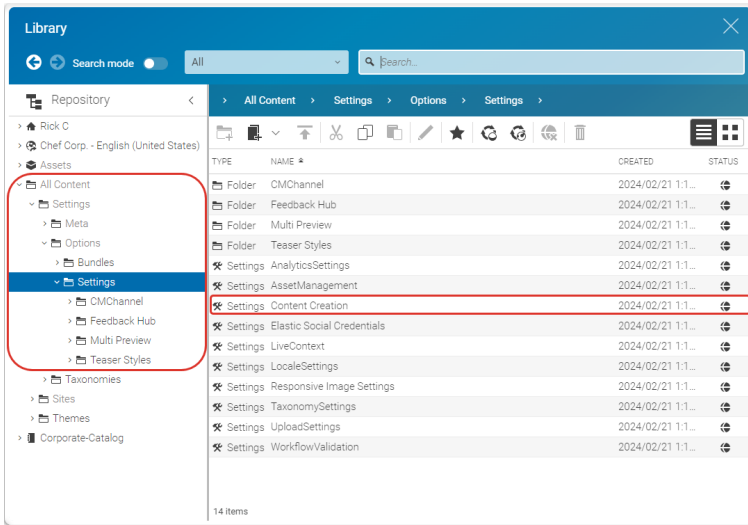 Library
Search mode All Search...
Repository
All Content Settings Options Settings
Rick C
Chef Corp. - English (United States)
Assets
All Content
Settings
Meta
Options
Bundles
Settings
CMChannel
Feedback Hub
Multi Preview
Teaser Styles
Taxonomies
Sites
Themes
Corporate-Catalog
TYPE NAME CREATED STATUS
Folder CMChannel 2024/02/21 1:1...
Folder Feedback Hub 2024/02/21 1:1...
Folder Multi Preview 2024/02/21 1:1...
Folder Teaser Styles 2024/02/21 1:1...
Settings AnalyticsSettings 2024/02/21 1:1...
Settings AssetManagement 2024/02/21 1:1...
Settings Content Creation 2024/02/21 1:1...
Settings Elastic Social Credentials 2024/02/21 1:1...
Settings LiveContext 2024/02/21 1:1...
Settings LocaleSettings 2024/02/21 1:1...
Settings Responsive Image Settings 2024/02/21 1:1...
Settings TaxonomySettings 2024/02/21 1:1...
Settings UploadSettings 2024/02/21 1:1...
Settings WorkflowValidation 2024/02/21 1:1...
14 items